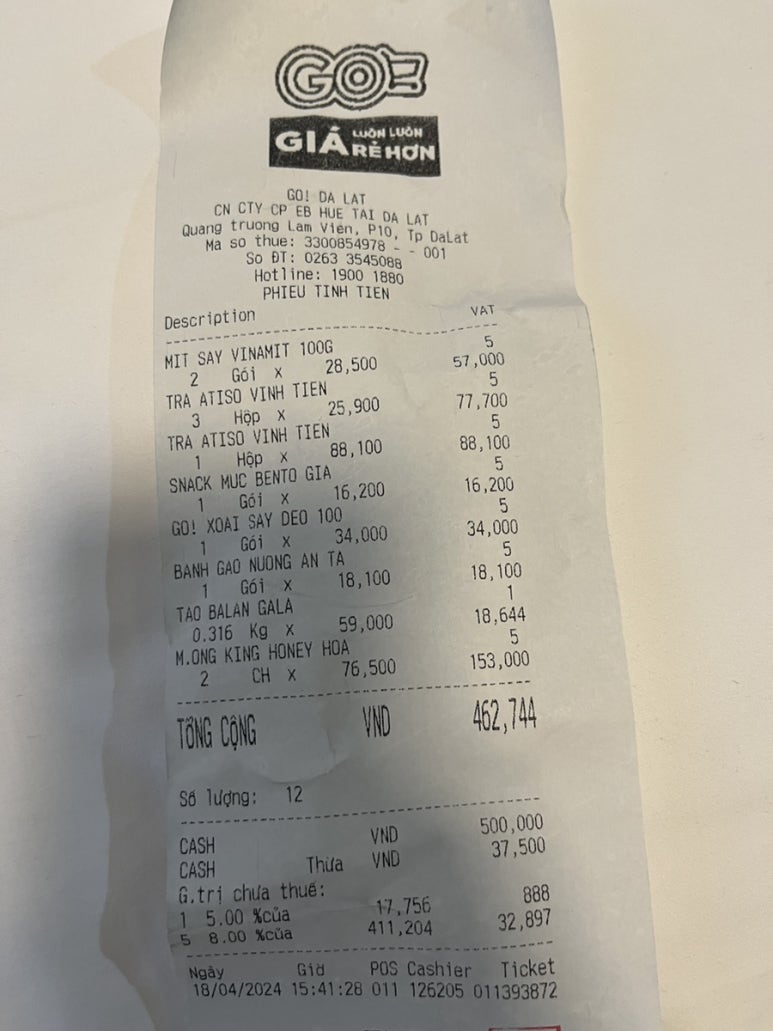 GO!
GIÁ LUÔN LUÔN RẺ HƠN
GO! DA LAT
CN CTY CP EB HUE TAI DA LAT
Quang truong Lam Vien, P10, Tp DaLat
Ma so thue: 3300854978 - - 001
So ĐT: 0263 3545088
Hotline: 1900 1880
PHIEU TINH TIEN
Description VAT
MIT SAY VINAMIT 100G 5
2 Gói x 28,500 57,000
TRA ATISO VINH TIEN 5
3 Hộp x 25,900 77,700
TRA ATISO VINH TIEN 5
1 Hộp x 88,100 88,100
SNACK MUC BENTO GIA 5
1 Gói x 16,200 16,200
GO! XOAI SAY DEO 100 5
1 Gói x 34,000 34,000
BANH GAO NUONG AN TA 5
1 Gói x 18,100 18,100
TAO BALAN GALA 1
0.316 Kg x 59,000 18,644
M.ONG KING HONEY HOA 5
2 CH x 76,500 153,000
TỔNG CỘNG VND 462,744
Số lượng: 12
CASH VND 500,000
CASH Thừa VND 37,500
G.trị chưa thuế:
1 5.00 %của 17,756 888
5 8.00 %của 411,204 32,897
Ngày Giờ POS Cashier Ticket
18/04/2024 15:41:28 011 126205 011393872